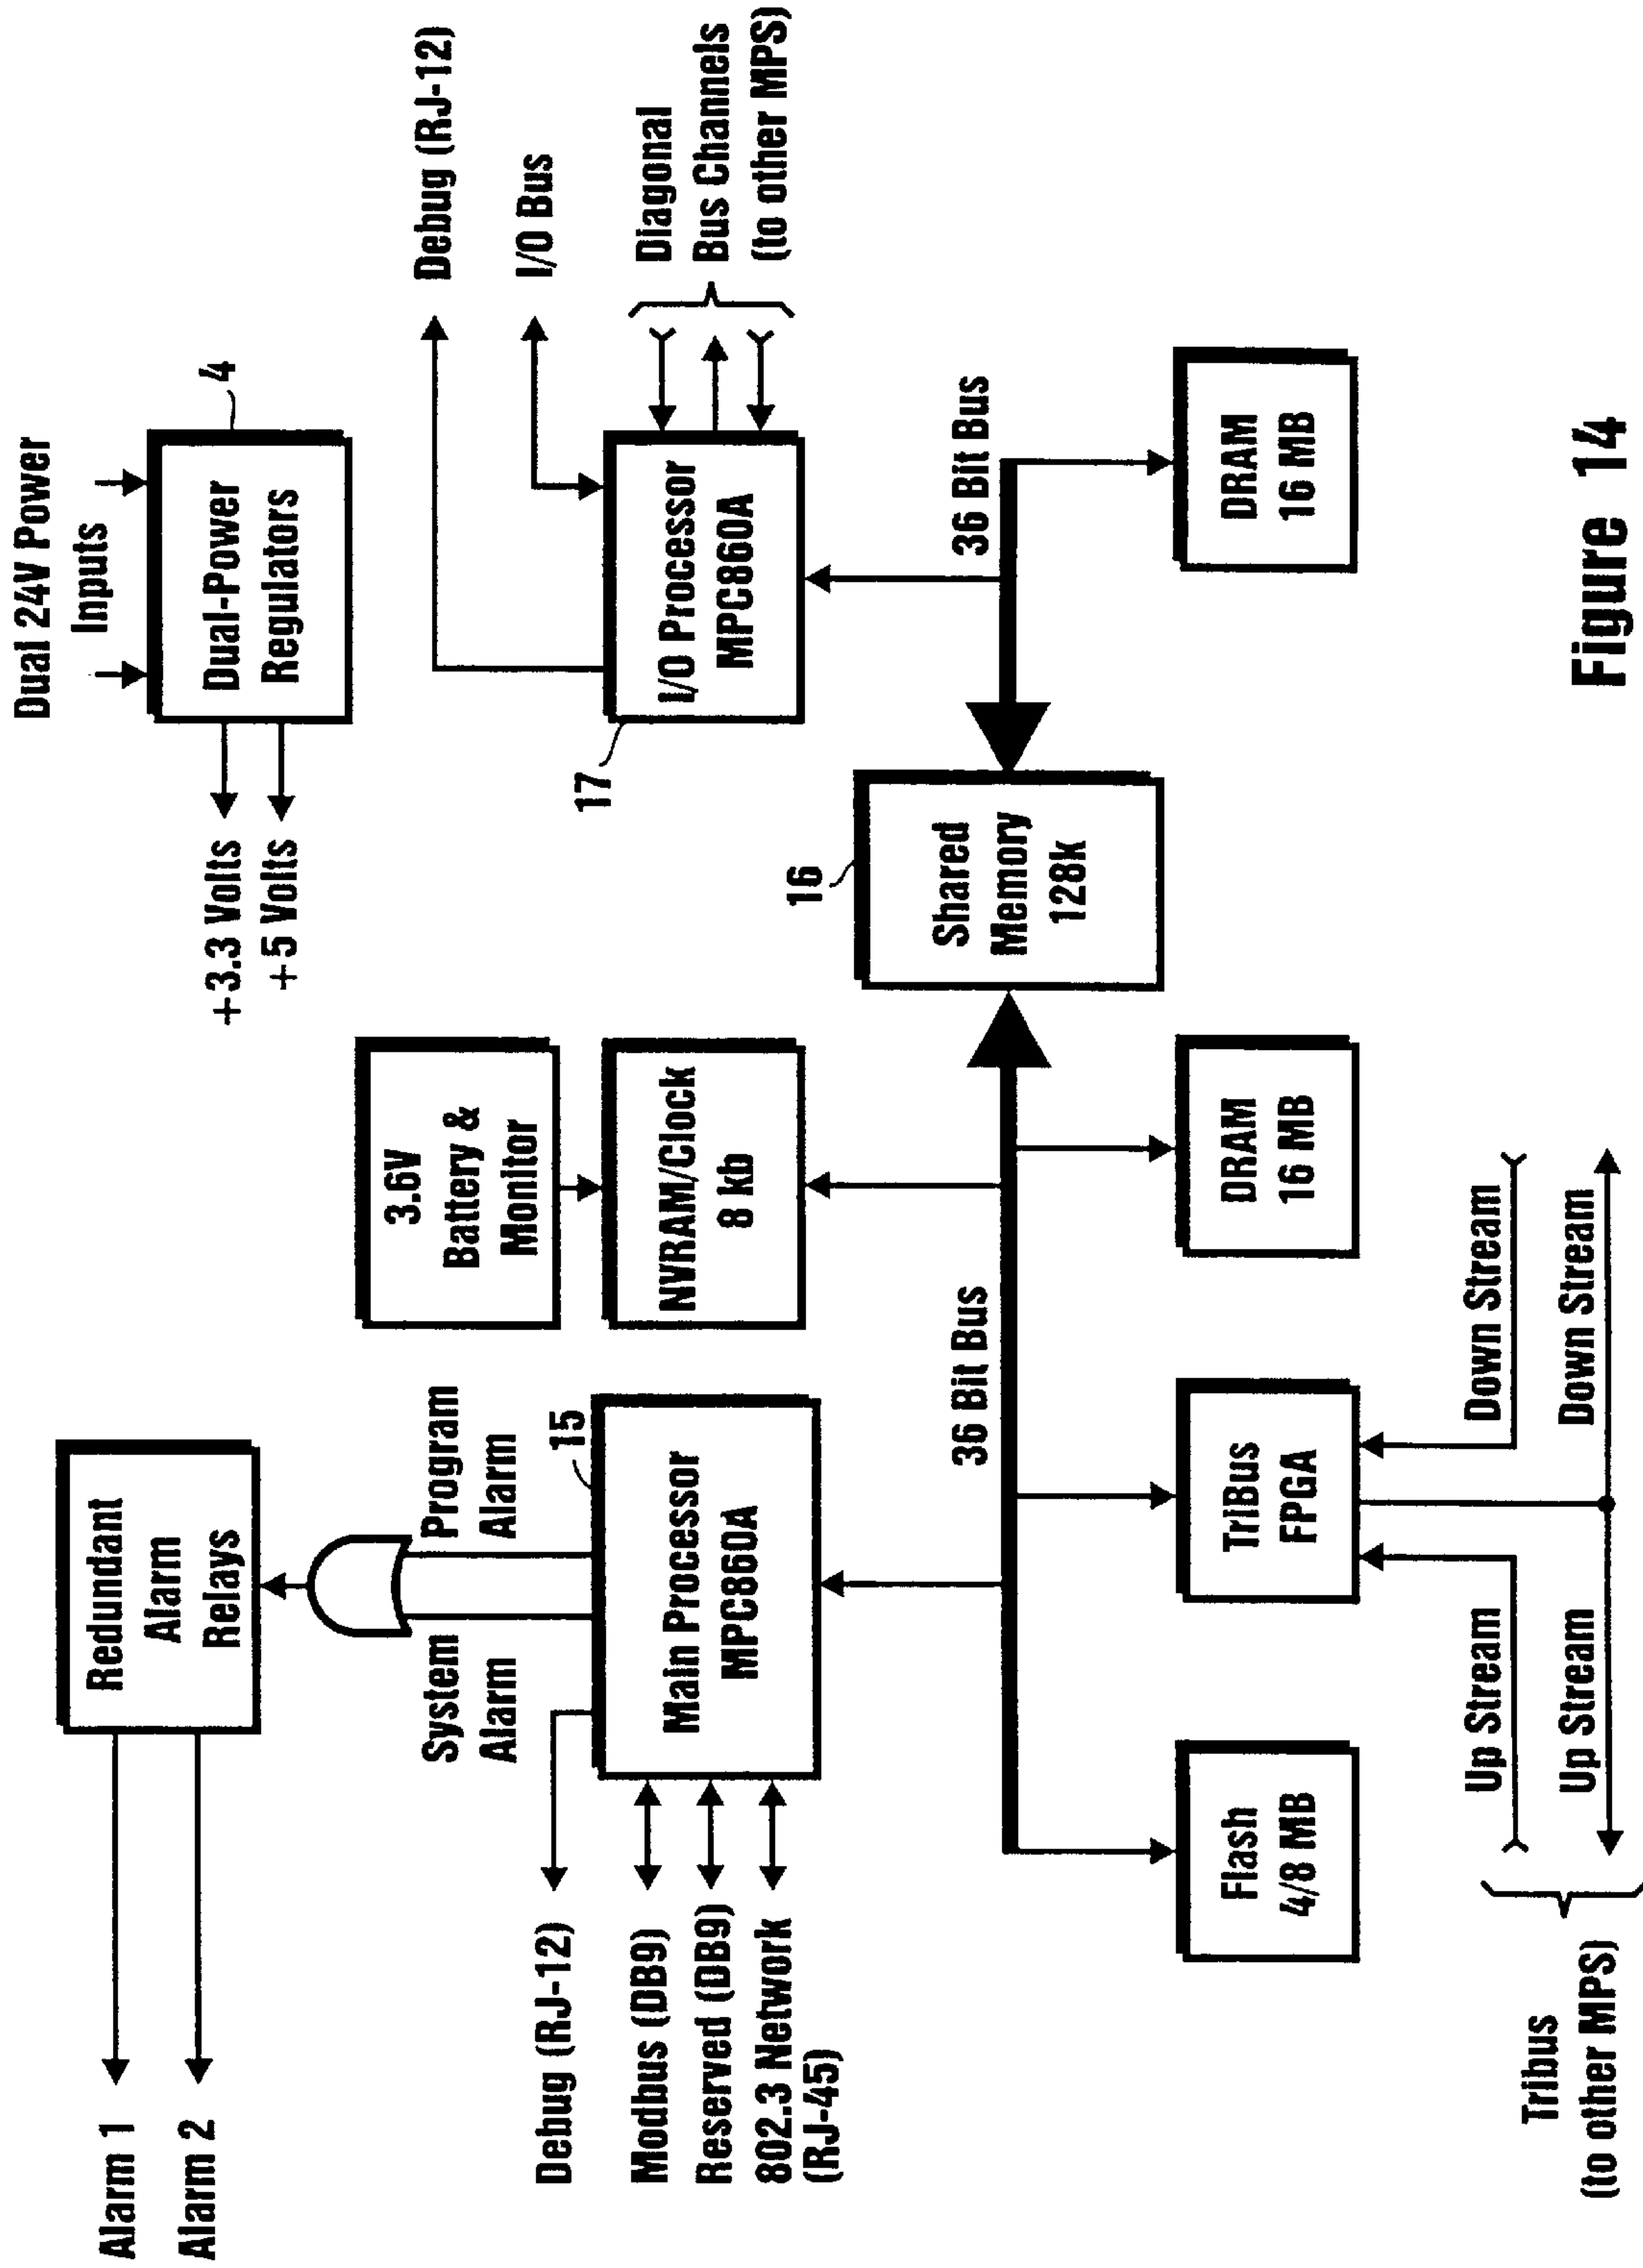 Dual 24V Power
Inputs
4
Dual-Power
Regulators
+3.3 Volts
+5 Volts
Alarm 1
Alarm 2
Redundant
Alarm
Relays
System
Alarm
Program
Alarm
3.6V
Battery &
Monitor
NVRAM/Clock
8 kb
Debug (RJ-12)
Modbus (DB9)
Reserved (DB9)
802.3 Network
(RJ-45)
15
Main Processor
MPC860A
17
I/O Processor
MPC860A
Debug (RJ-12)
I/O Bus
Diagonal
Bus Channels
(to other MPS)
36 Bit Bus
16
Shared
Memory
128k
36 Bit Bus
Flash
4/8 MB
TriBus
FPGA
DRAM
16 MB
DRAM
16 MB
Up Stream
Down Stream
Up Stream
Down Stream
Tribus
(to other MPS)
Figure 14